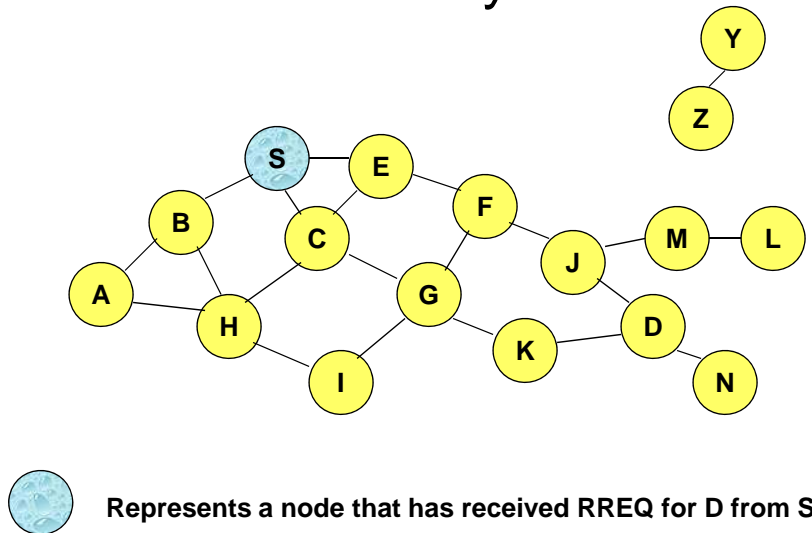 y
Y
Z
S
E
F
B
C
M
L
J
A
G
H
D
K
I
N
Represents a node that has received RREQ for D from S